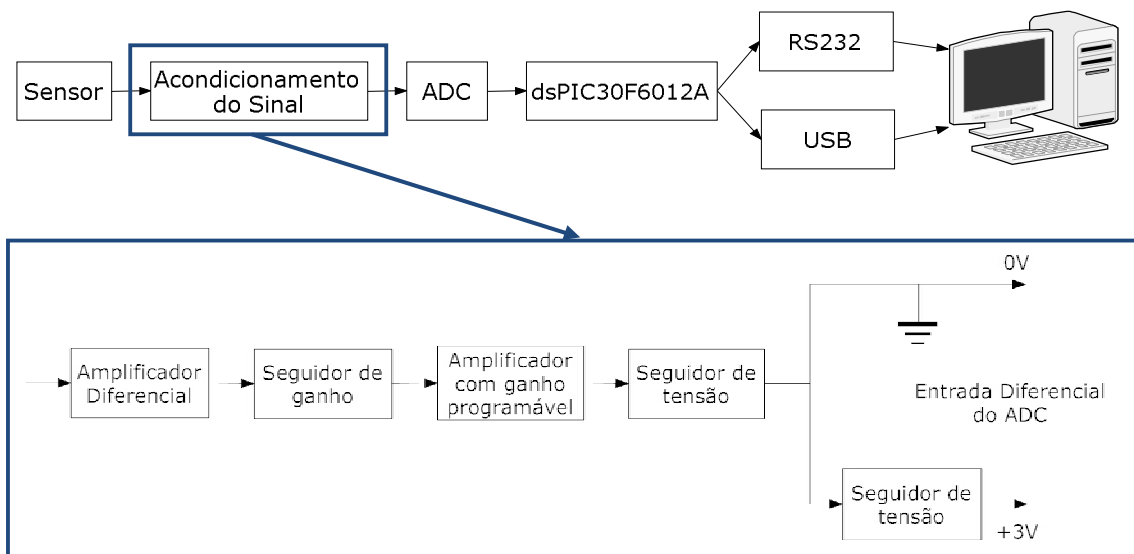 Sensor
Acondicionamento
do Sinal
ADC
dsPIC30F6012A
RS232
USB
0V
Amplificador
Diferencial
Seguidor de
ganho
Amplificador
com ganho
programável
Seguidor de
tensão
Entrada Diferencial
do ADC
Seguidor de
tensão
+3V